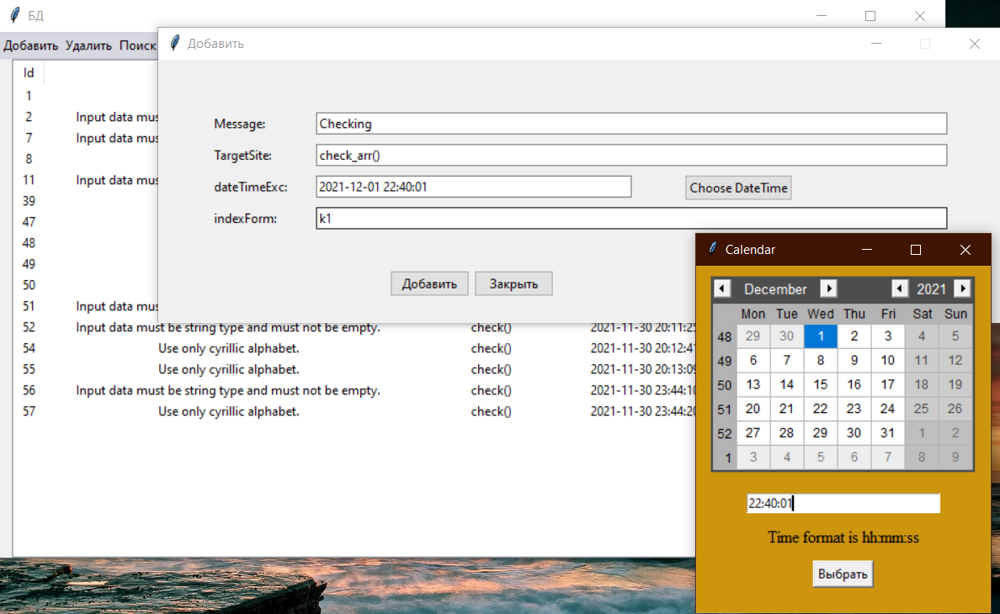 БД
Добавить Удалить Поиск
Добавить
Id
1
2 Input data mus
7 Input data mus
8
11 Input data mus
39
47
48
49
50
51 Input data mus
52 Input data must be string type and must not be empty. check() 2021-11-30 20:11:25
54 Use only cyrillic alphabet. check() 2021-11-30 20:12:41
55 Use only cyrillic alphabet. check() 2021-11-30 20:13:09
56 Input data must be string type and must not be empty. check() 2021-11-30 23:44:10
57 Use only cyrillic alphabet. check() 2021-11-30 23:44:20
Message: Checking
TargetSite: check_arr()
dateTimeExc: 2021-12-01 22:40:01 Choose DateTime
indexForm: k1
Добавить Закрыть
Calendar
December 2021
Mon Tue Wed Thu Fri Sat Sun
48 29 30 1 2 3 4 5
49 6 7 8 9 10 11 12
50 13 14 15 16 17 18 19
51 20 21 22 23 24 25 26
52 27 28 29 30 31 1 2
1 3 4 5 6 7 8 9
22:40:01
Time format is hh:mm:ss
Выбрать